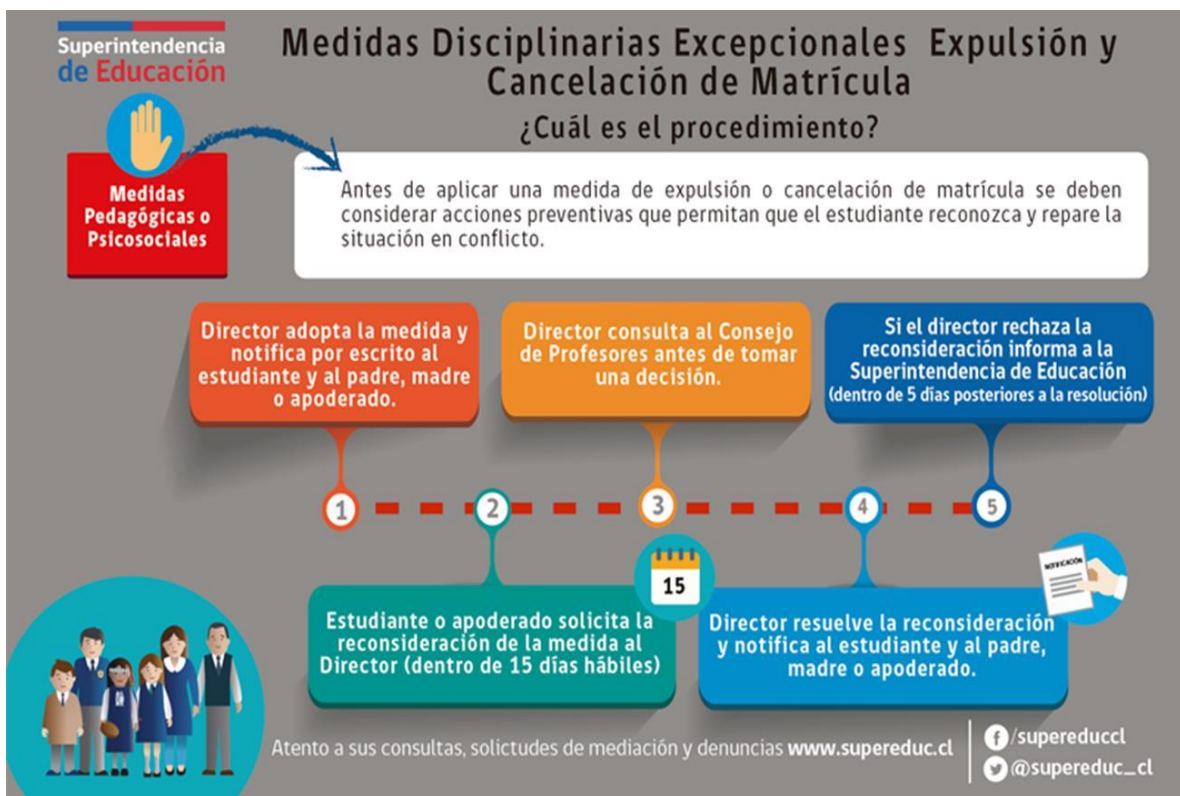 Superintendencia
de Educación
Medidas Disciplinarias Excepcionales Expulsión y
Cancelación de Matrícula
¿Cuál es el procedimiento?
Medidas
Pedagógicas o
Psicosociales
Antes de aplicar una medida de expulsión o cancelación de matrícula se deben
considerar acciones preventivas que permitan que el estudiante reconozca y repare la
situación en conflicto.
Director adopta la medida y
notifica por escrito al
estudiante y al padre, madre
o apoderado.
1
Estudiante o apoderado solicita la
reconsideración de la medida al
Director (dentro de 15 días hábiles)
2
15
Director consulta al Consejo
de Profesores antes de tomar
una decisión.
3
Director resuelve la reconsideración
y notifica al estudiante y al padre,
madre o apoderado.
4
NOTIFICACIÓN
Si el director rechaza la
reconsideración informa a la
Superintendencia de Educación
(dentro de 5 días posteriores a la resolución)
5
Atento a sus consultas, solictudes de mediación y denuncias www.supereduc.cl
/supereduccl
@supereduc_cl